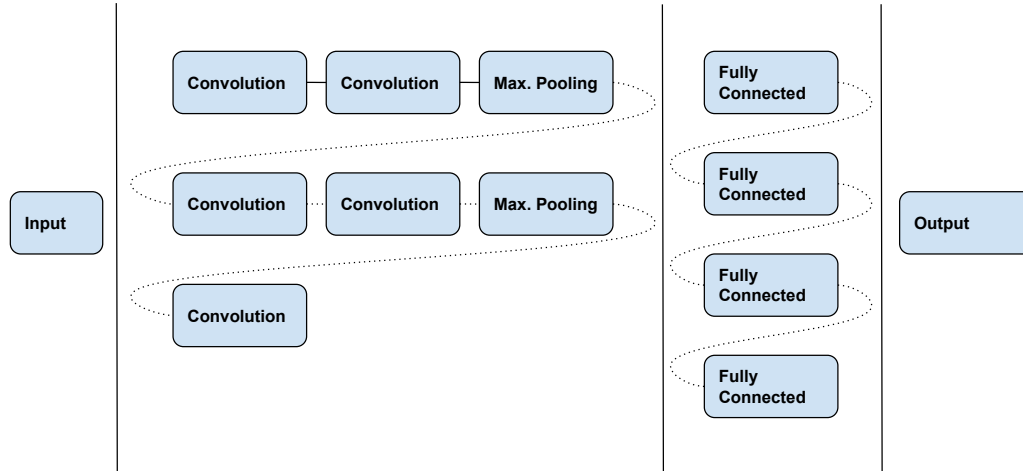 Input
Convolution
Convolution
Max. Pooling
Convolution
Convolution
Max. Pooling
Convolution
Fully
Connected
Fully
Connected
Fully
Connected
Fully
Connected
Output